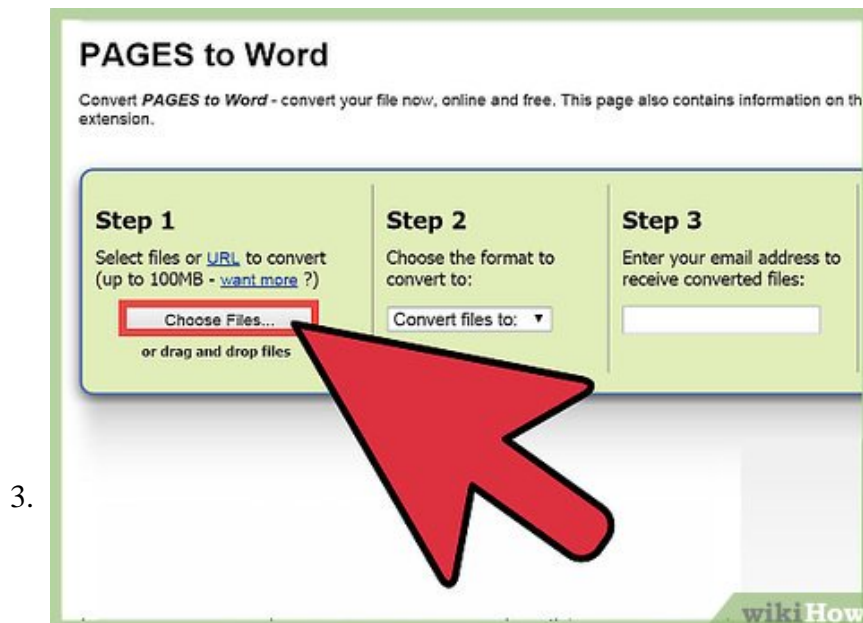 PAGES to Word
Convert PAGES to Word - convert your file now, online and free. This page also contains information on th
extension.
Step 1
Select files or URL to convert
(up to 100MB - want more ?)
Choose Files...
or drag and drop files
Step 2
Choose the format to
convert to:
Convert files to:
Step 3
Enter your email address to
receive converted files:
3.
wikiHow